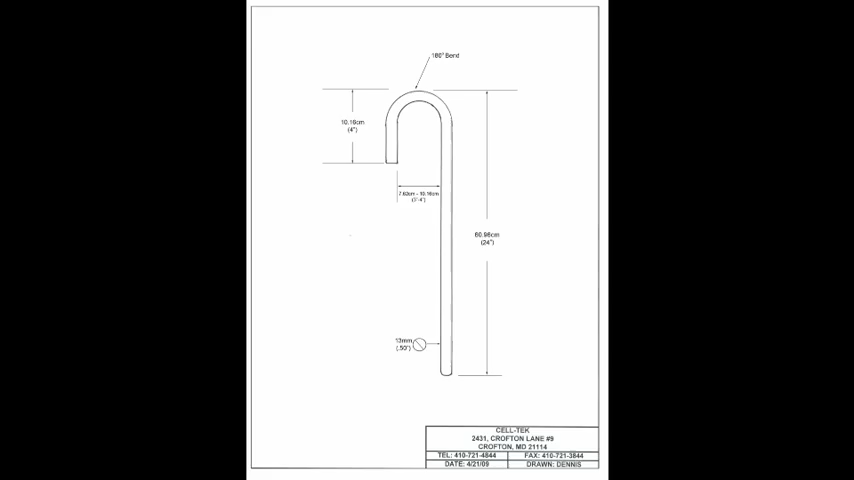 180° Bend
10.16cm
(4")
7.62cm - 10.16cm
(3"-4")
60.96cm
(24")
13mm
(.50")
CELL-TEK
2431, CROFTON LANE #9
CROFTON, MD 21114
TEL: 410-721-4844
FAX: 410-721-3844
DATE: 4/21/09
DRAWN: DENNIS